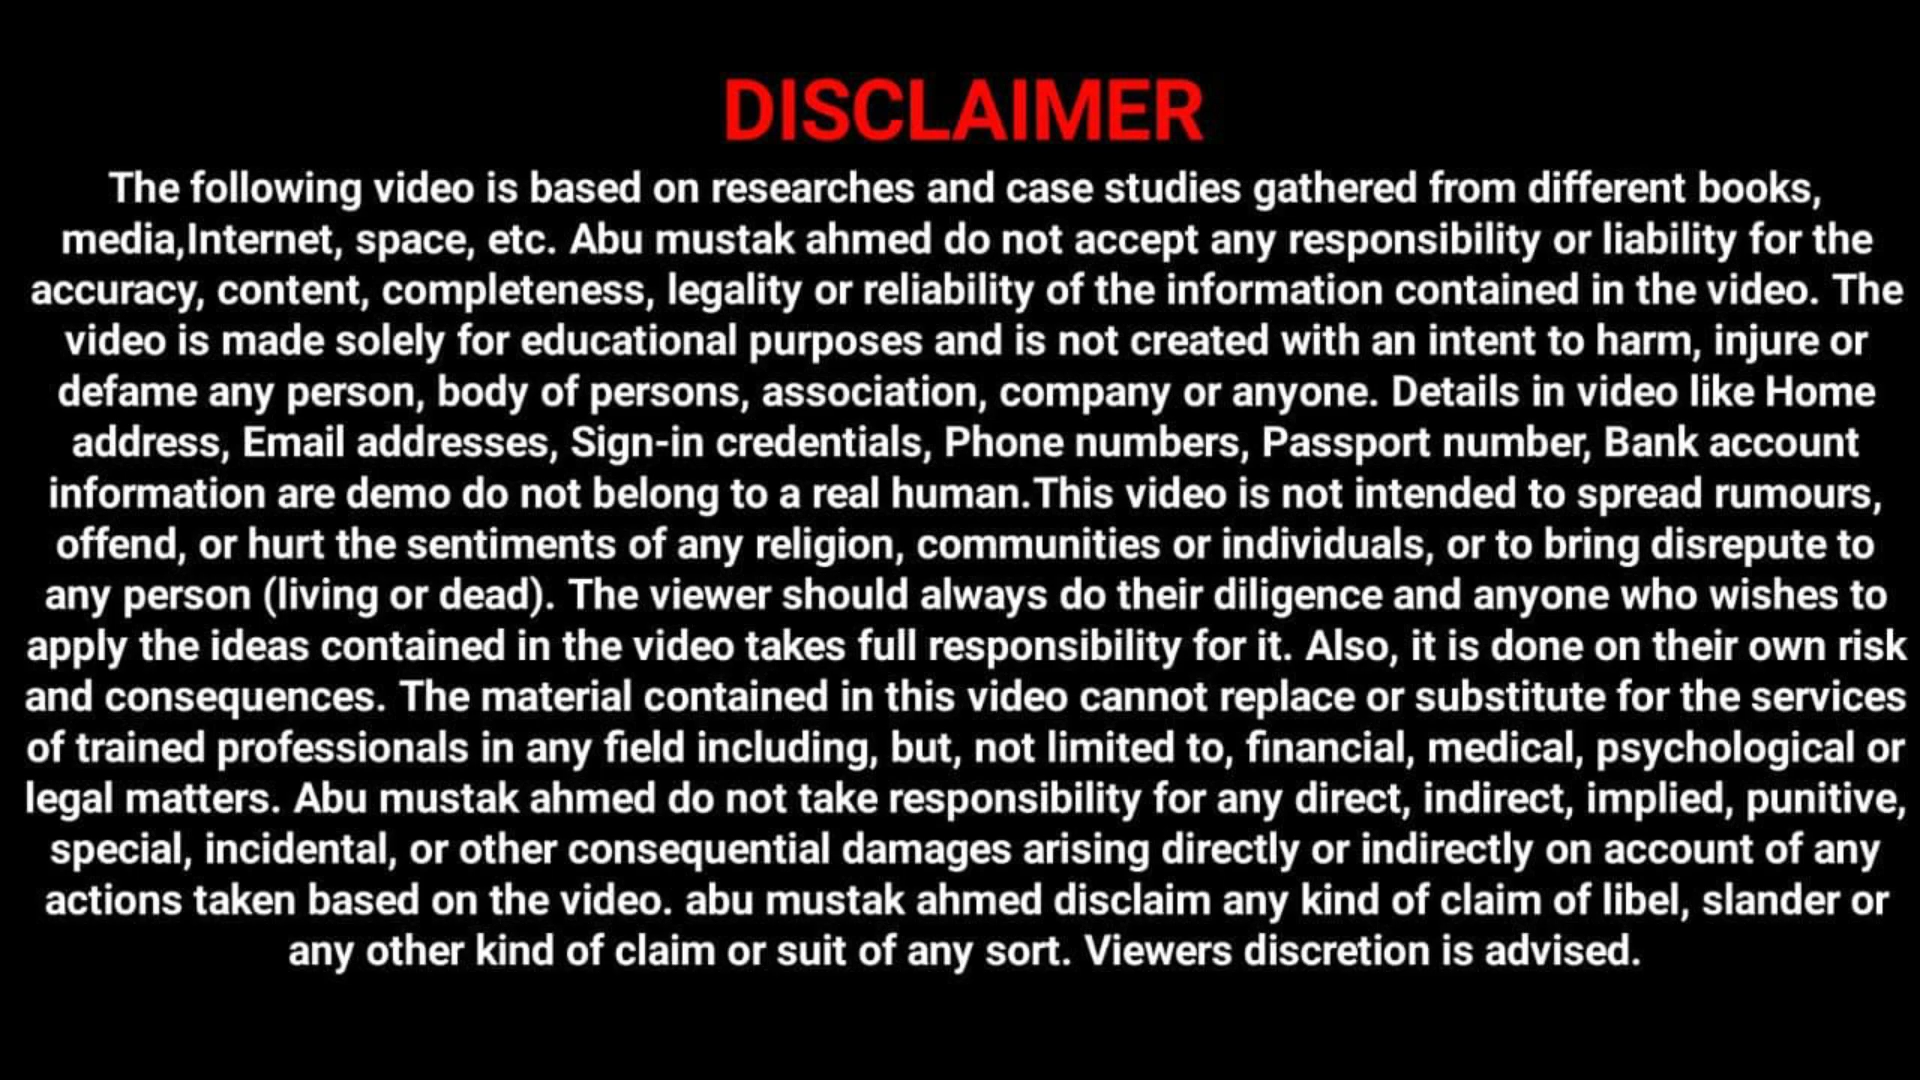 DISCLAIMER
The following video is based on researches and case studies gathered from different books,
media,Internet, space, etc. Abu mustak ahmed do not accept any responsibility or liability for the
accuracy, content, completeness, legality or reliability of the information contained in the video. The
video is made solely for educational purposes and is not created with an intent to harm, injure or
defame any person, body of persons, association, company or anyone. Details in video like Home
address, Email addresses, Sign-in credentials, Phone numbers, Passport number, Bank account
information are demo do not belong to a real human.This video is not intended to spread rumours,
offend, or hurt the sentiments of any religion, communities or individuals, or to bring disrepute to
any person (living or dead). The viewer should always do their diligence and anyone who wishes to
apply the ideas contained in the video takes full responsibility for it. Also, it is done on their own risk
and consequences. The material contained in this video cannot replace or substitute for the services
of trained professionals in any field including, but, not limited to, financial, medical, psychological or
legal matters. Abu mustak ahmed do not take responsibility for any direct, indirect, implied, punitive,
special, incidental, or other consequential damages arising directly or indirectly on account of any
actions taken based on the video. abu mustak ahmed disclaim any kind of claim of libel, slander or
any other kind of claim or suit of any sort. Viewers discretion is advised.